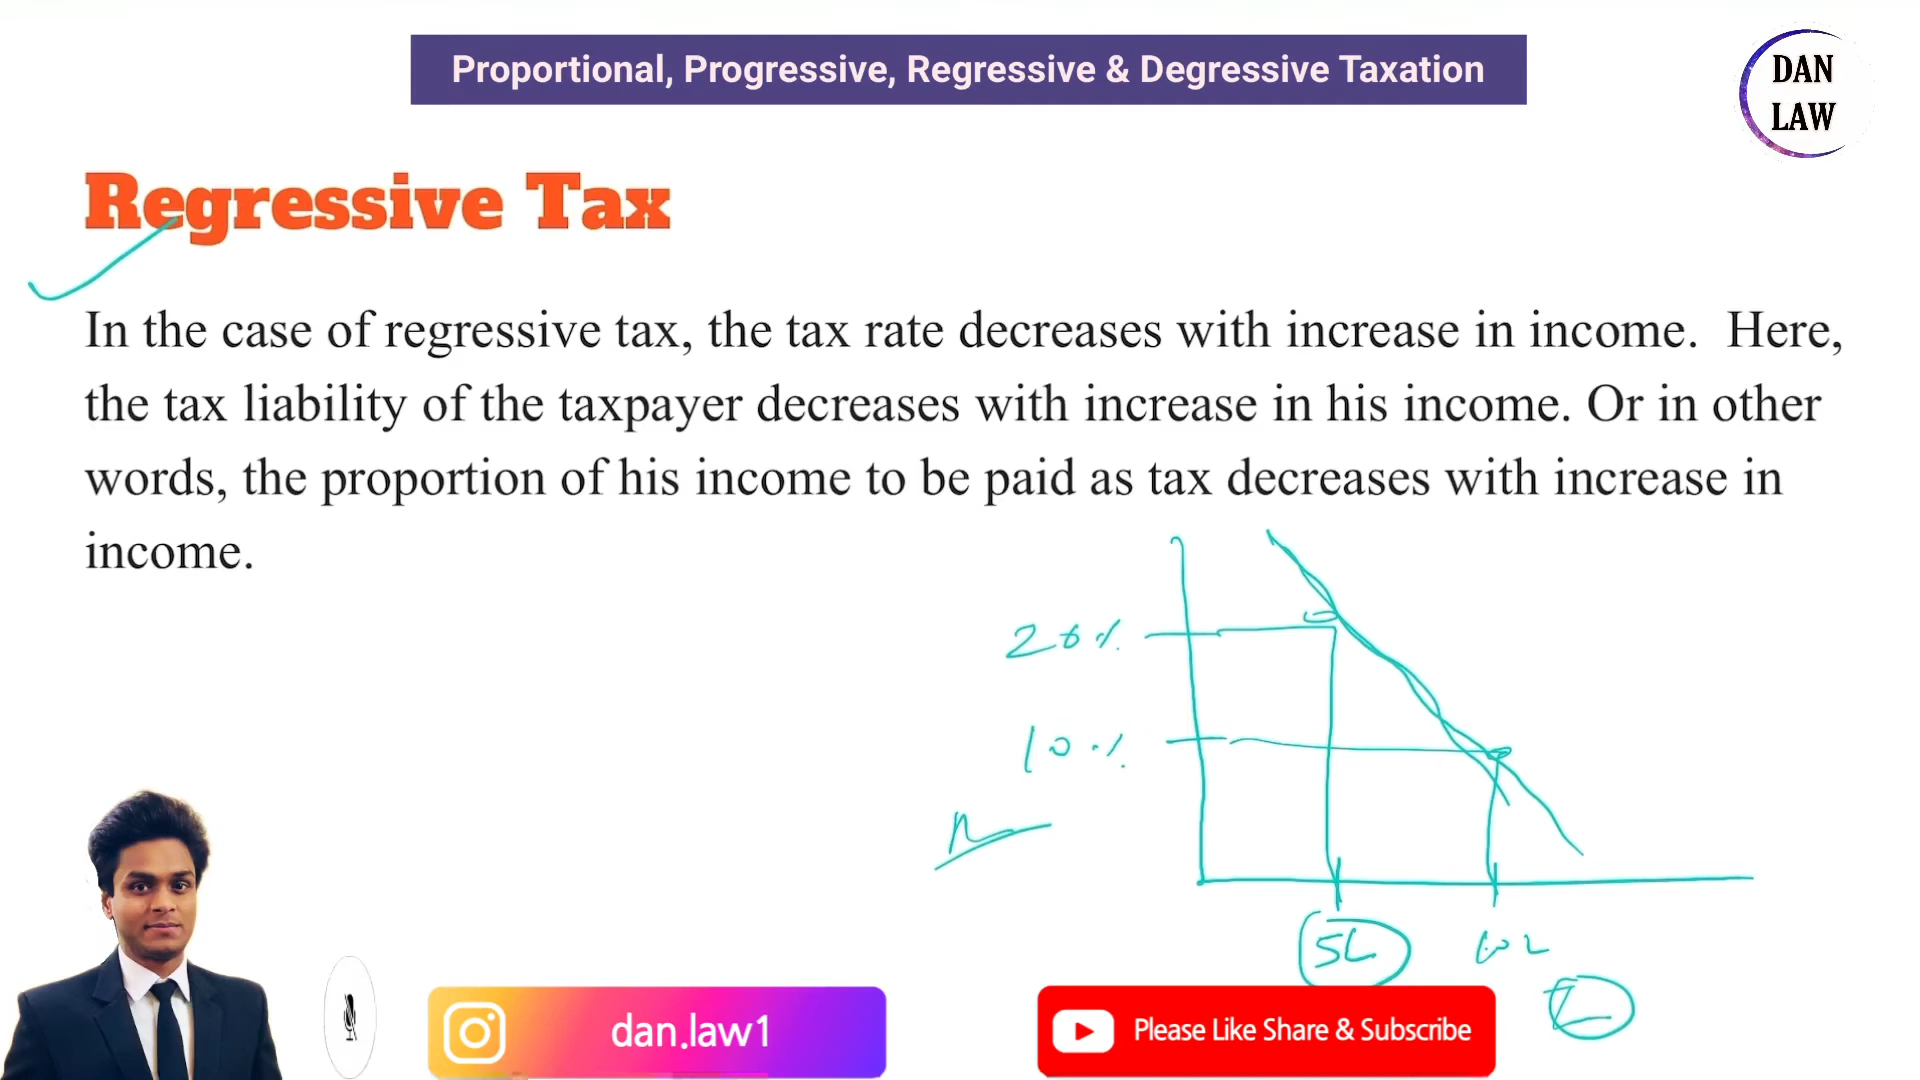 Proportional, Progressive, Regressive & Degressive Taxation
DAN
LAW
Regressive Tax
In the case of regressive tax, the tax rate decreases with increase in income. Here,
the tax liability of the taxpayer decreases with increase in his income. Or in other
words, the proportion of his income to be paid as tax decreases with increase in
income.
20%
10%
5L
10L
dan.law1
Please Like Share & Subscribe